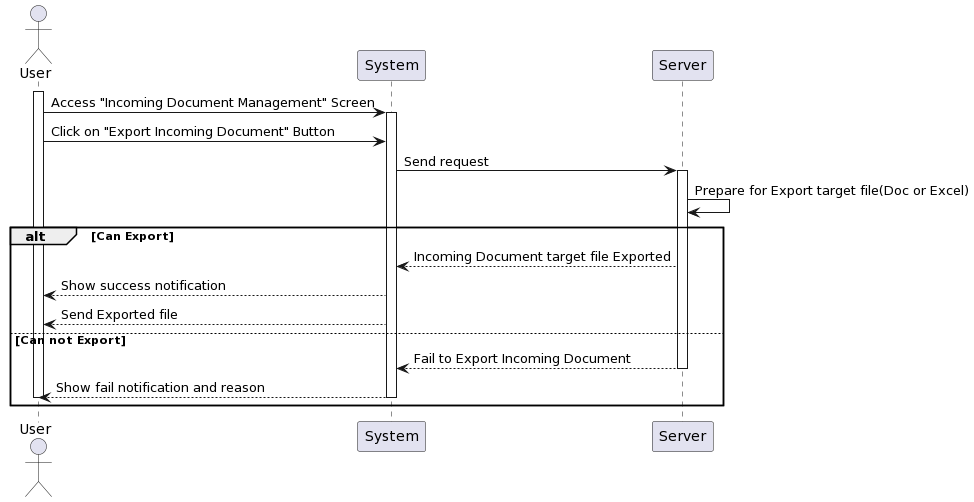 User
System
Server
Access "Incoming Document Management" Screen
Click on "Export Incoming Document" Button
Send request
Prepare for Export target file(Doc or Excel)
alt [Can Export]
Incoming Document target file Exported
Show success notification
Send Exported file
[Can not Export]
Fail to Export Incoming Document
Show fail notification and reason
User
System
Server